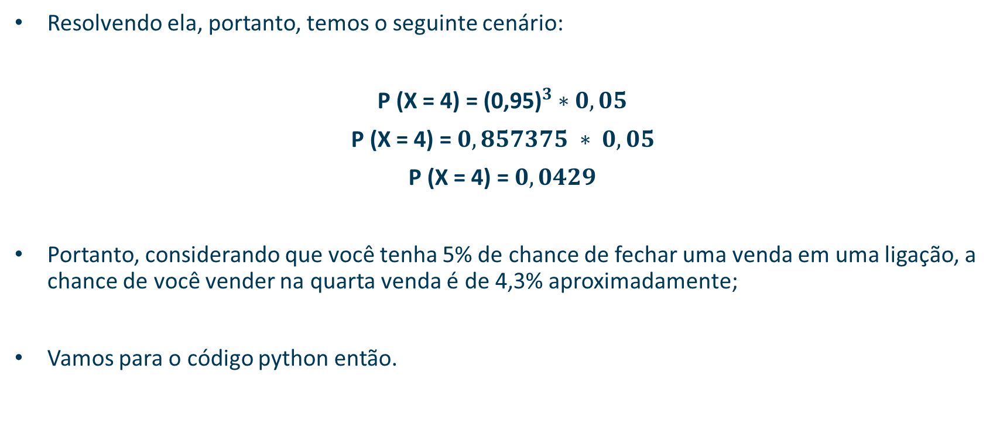 • Resolvendo ela, portanto, temos o seguinte cenário:
P (X = 4) = (0,95)³ ∗ 0,05
P (X = 4) = 0,857375 ∗ 0,05
P (X = 4) = 0,0429
• Portanto, considerando que você tenha 5% de chance de fechar uma venda em uma ligação, a
chance de você vender na quarta venda é de 4,3% aproximadamente;
• Vamos para o código python então.